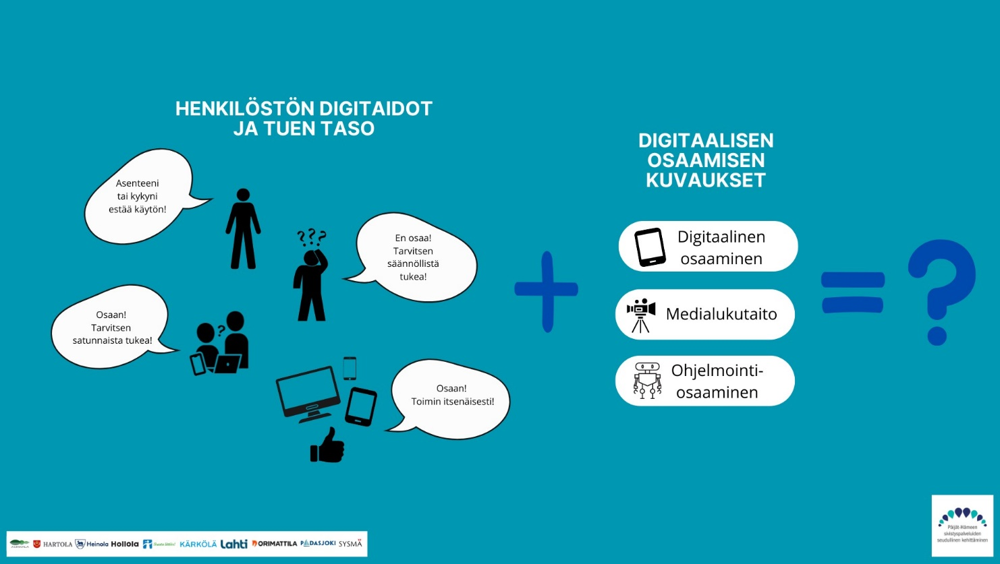 HENKILÖSTÖN DIGITAIDOT
JA TUEN TASO
Asenteeni
tai kykyni
estää käytön!
???
En osaa!
Tarvitsen
säännöllistä
tukea!
Osaan!
Tarvitsen
satunnaista tukea!
?
Osaan!
Toimin itsenäisesti!
+
DIGITAALISEN
OSAAMISEN
KUVAUKSET
Digitaalinen
osaaminen
Medialukutaito
Ohjelmointi-
osaaminen
= ?
HARTOLA Heinola Hollola KÄRKÖLÄ Lahti ORIMATTILA PADASJOKI SYSMÄ
Päijät-Hämeen
sivistyspalveluiden
seudullinen kehittäminen